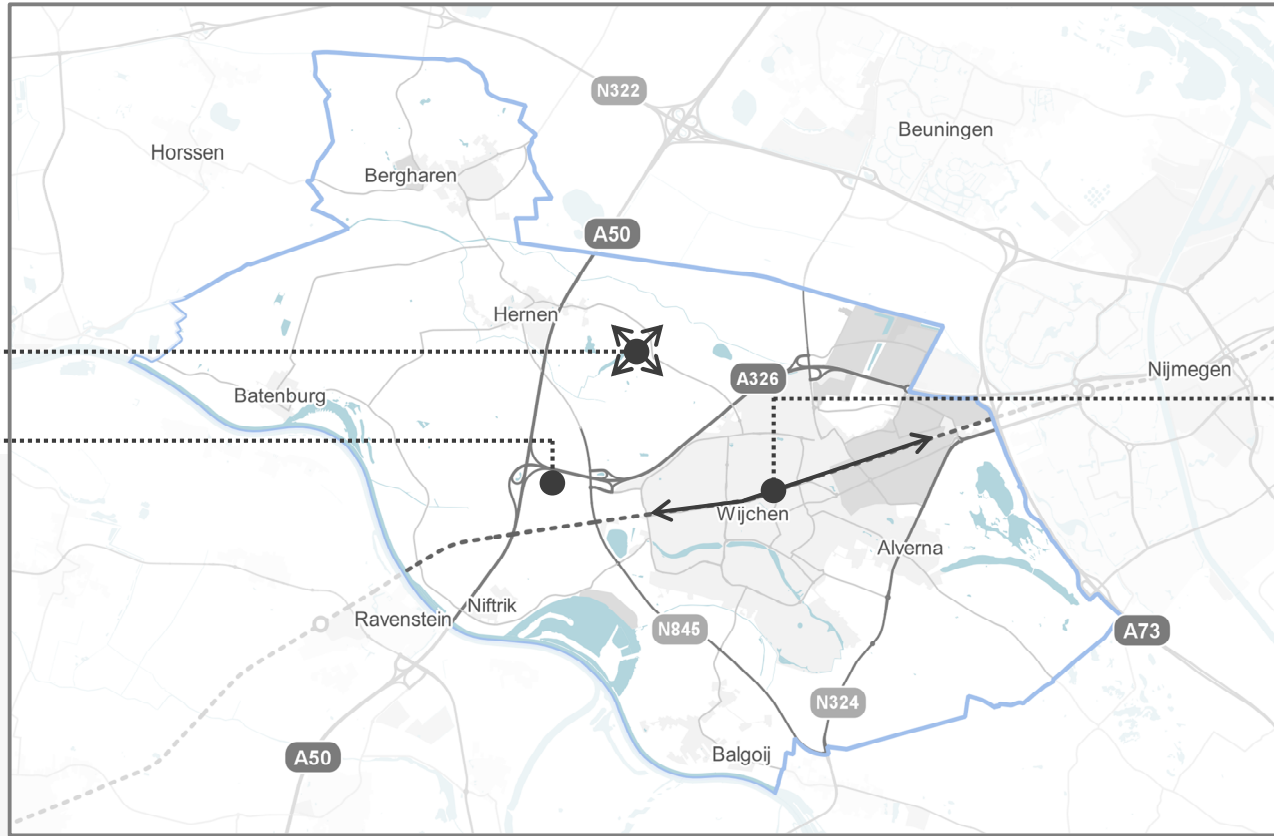 N322
Beuningen
Horssen
Bergharen
A50
Hernen
Nijmegen
A326
Batenburg
Wijchen
Alverna
Niftrik
Ravenstein
N845
A73
N324
Balgoij
A50